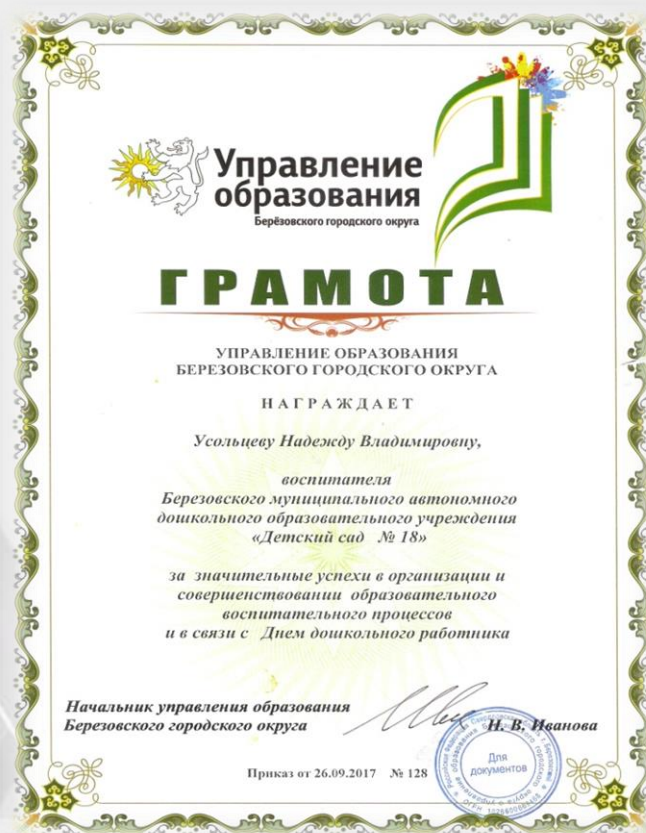 Управление
образования
Берёзовского городского округа
ГРАМОТА
УПРАВЛЕНИЕ ОБРАЗОВАНИЯ
БЕРЕЗОВСКОГО ГОРОДСКОГО ОКРУГА
НАГРАЖДАЕТ
Усольцеву Надежду Владимировну,
воспитателя
Березовского муниципального автономного
дошкольного образовательного учреждения
«Детский сад № 18»
за значительные успехи в организации и
совершенствовании образовательного
воспитательного процессов
и в связи с Днем дошкольного работника
Начальник управления образования
Березовского городского округа
Н. В. Иванова
Для
документов
Приказ от 26.09.2017 № 128